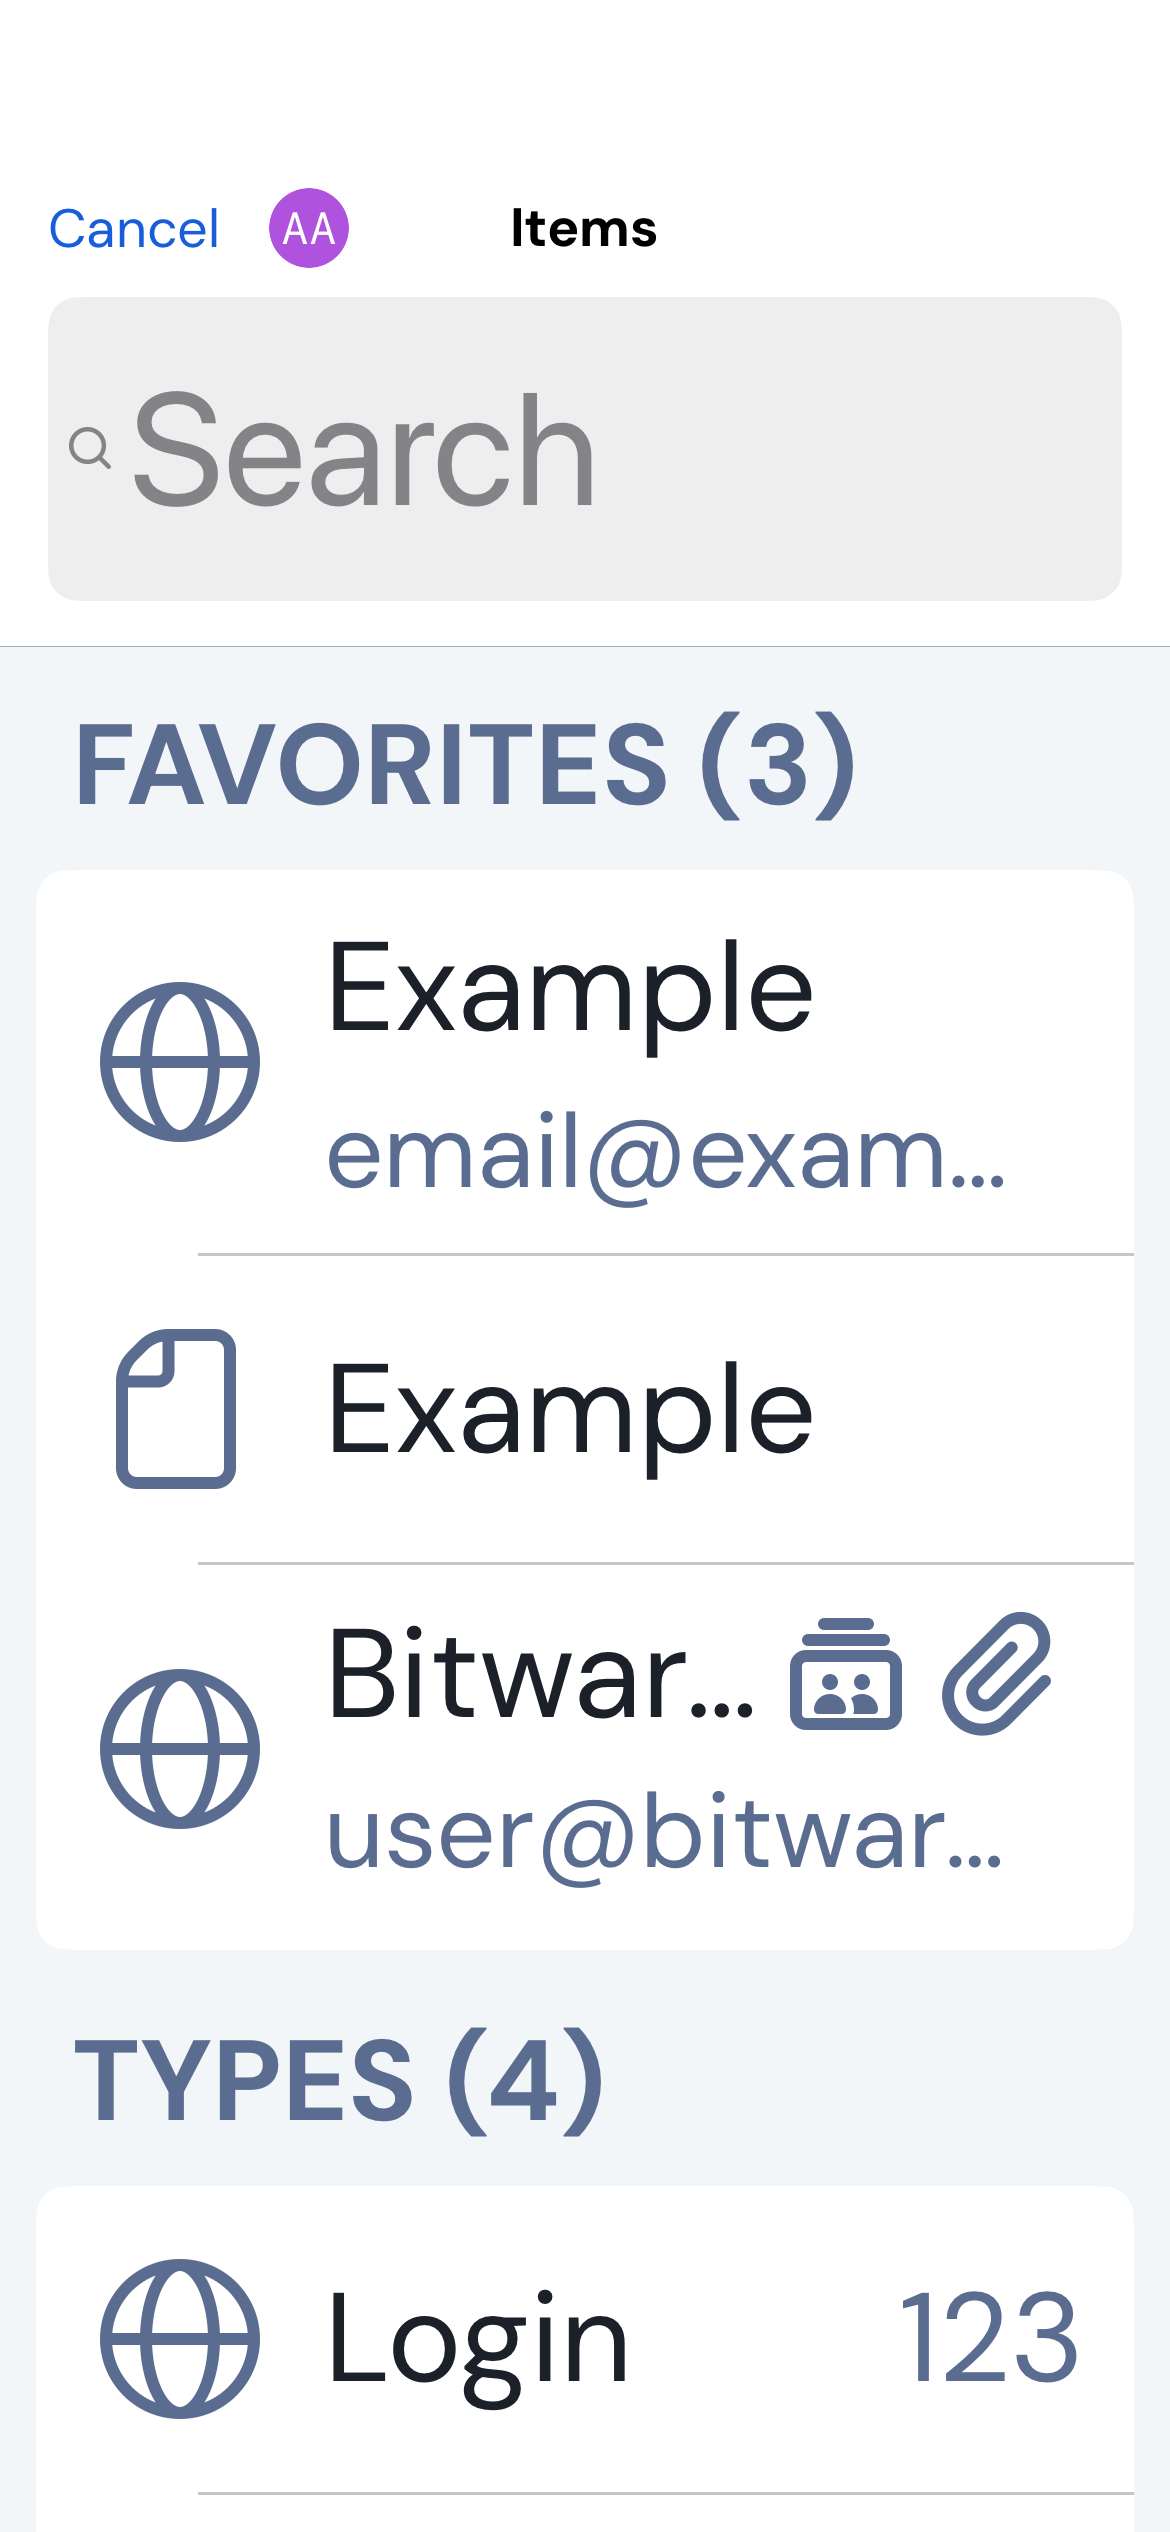 Cancel AA Items
Search
FAVORITES (3)
Example
email@exam...
Example
Bitwar...
user@bitwar...
TYPES (4)
Login 123